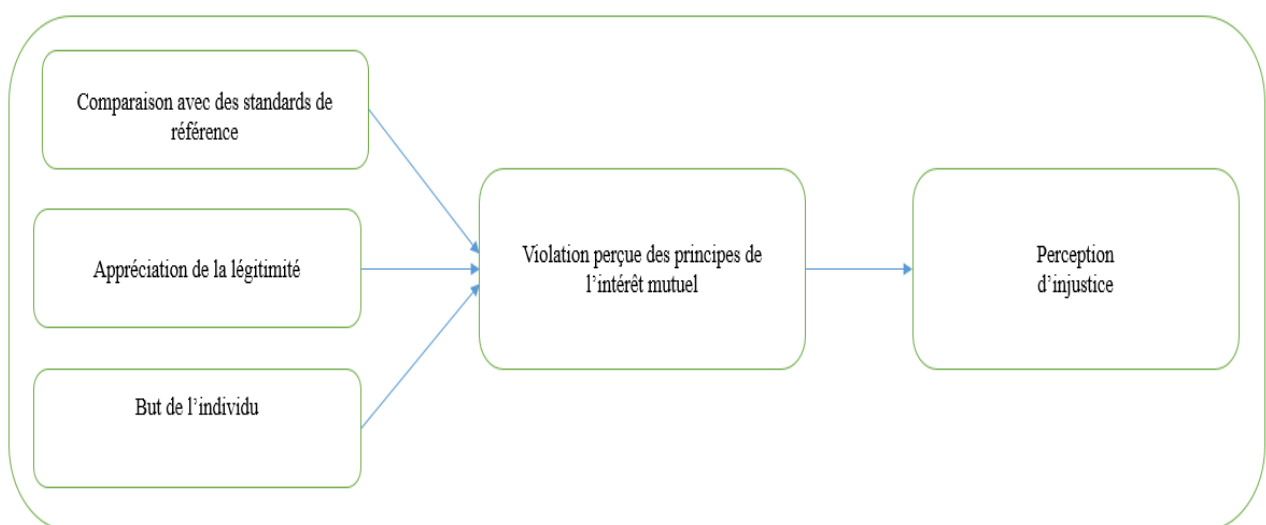 Comparaison avec des standards de
référence
Appréciation de la légitimité
But de l’individu
Violation perçue des principes de
l’intérêt mutuel
Perception
d’injustice